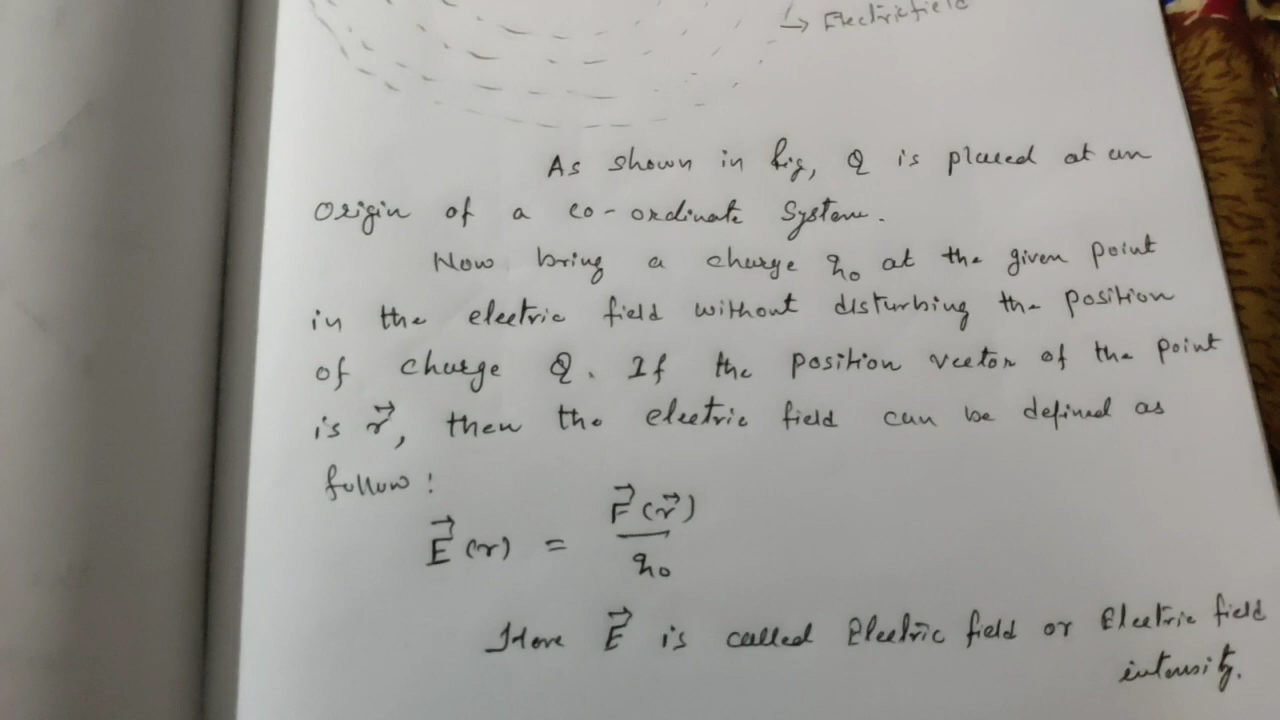 → Electric field
As shown in fig, Q is placed at an
origin of a co-ordinate system.
Now bring a charge q₀ at the given point
in the electric field without disturbing the position
of charge Q. If the position vector of the point
is r⃗, then the electric field can be defined as
follow:
E⃗(r) = F⃗(r⃗) / q₀
Here E⃗ is called Electric field or Electric field
intensity.